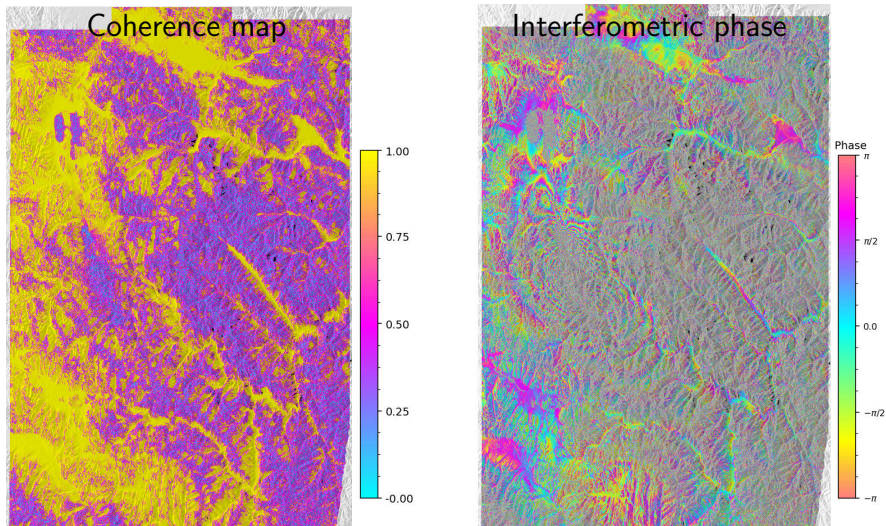 Coherence map
1.00
0.75
0.50
0.25
-0.00
Interferometric phase
Phase
π
π/2
0.0
−π/2
−π